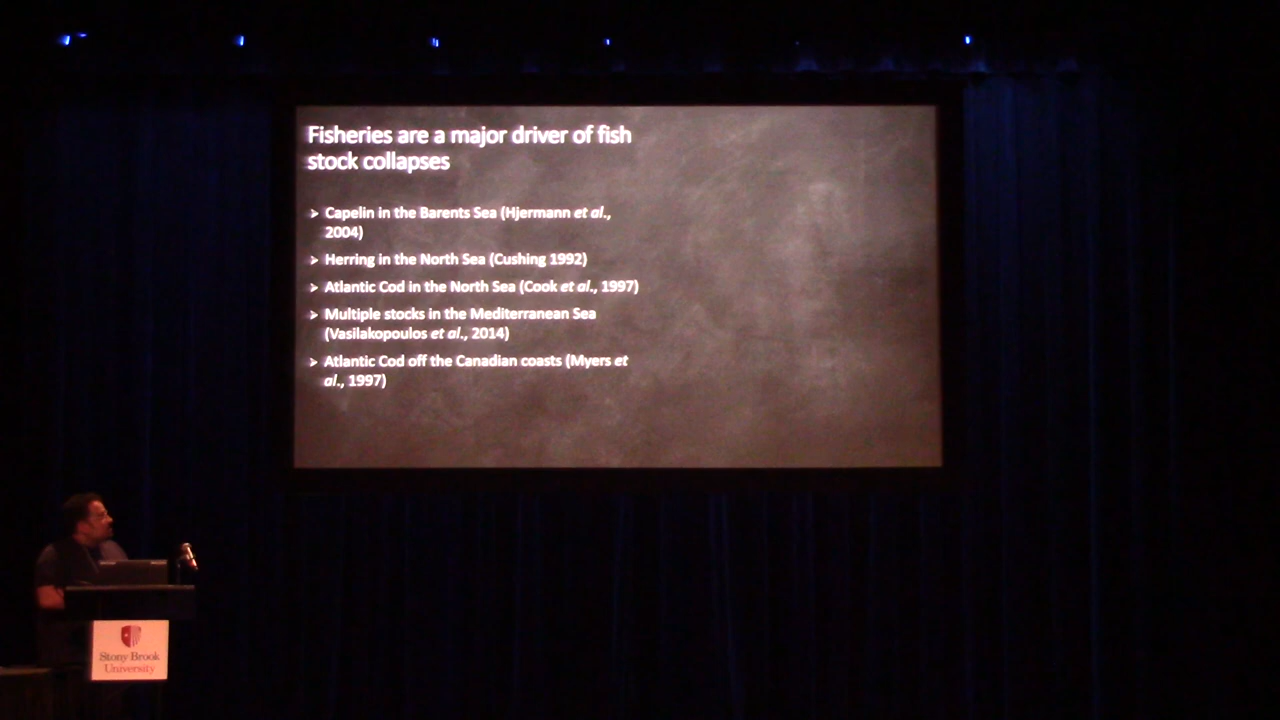 Fisheries are a major driver of fish
stock collapses
➢ Capelin in the Barents Sea (Hjermann et al.,
2004)
➢ Herring in the North Sea (Cushing 1992)
➢ Atlantic Cod in the North Sea (Cook et al., 1997)
➢ Multiple stocks in the Mediterranean Sea
(Vasilakopoulos et al., 2014)
➢ Atlantic Cod off the Canadian coasts (Myers et
al., 1997)
Stony Brook
University